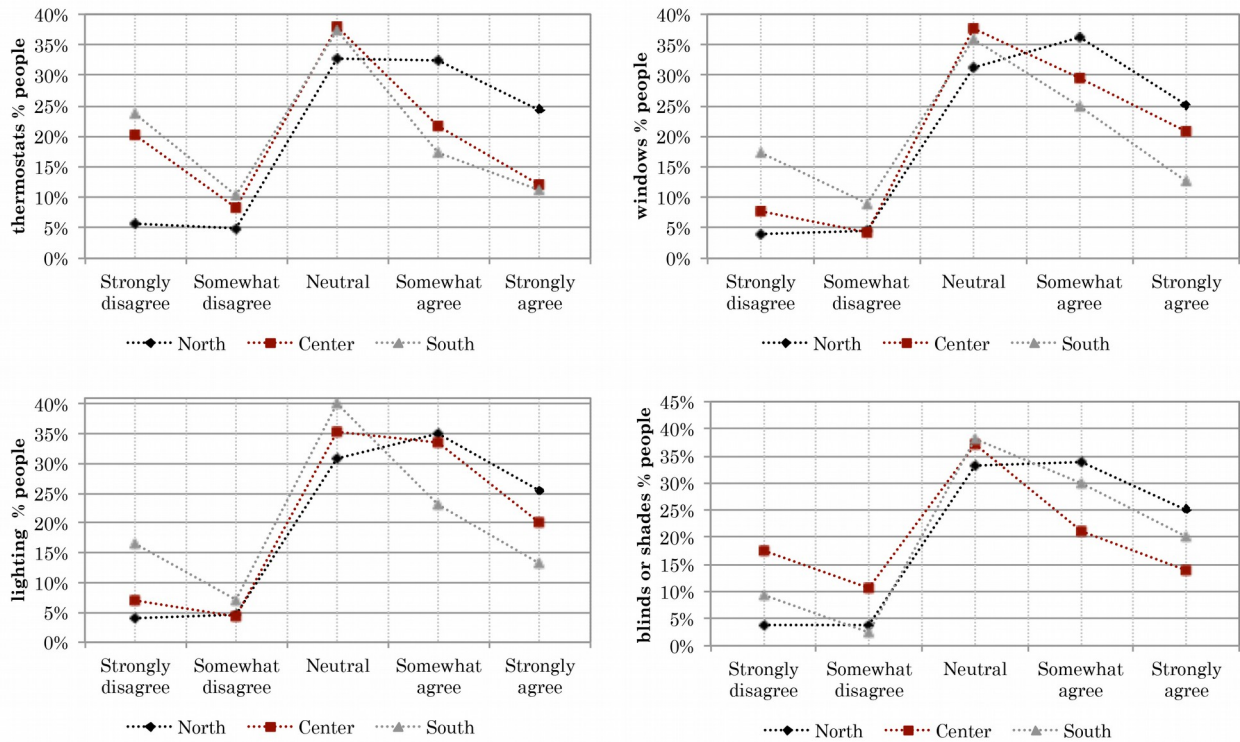 thermostats % people
40%
35%
30%
25%
20%
15%
10%
5%
0%
Strongly disagree
Somewhat disagree
Neutral
Somewhat agree
Strongly agree
North Center South
windows % people
40%
35%
30%
25%
20%
15%
10%
5%
0%
Strongly disagree
Somewhat disagree
Neutral
Somewhat agree
Strongly agree
North Center South
lighting % people
40%
35%
30%
25%
20%
15%
10%
5%
0%
Strongly disagree
Somewhat disagree
Neutral
Somewhat agree
Strongly agree
North Center South
blinds or shades % people
45%
40%
35%
30%
25%
20%
15%
10%
5%
0%
Strongly disagree
Somewhat disagree
Neutral
Somewhat agree
Strongly agree
North Center South